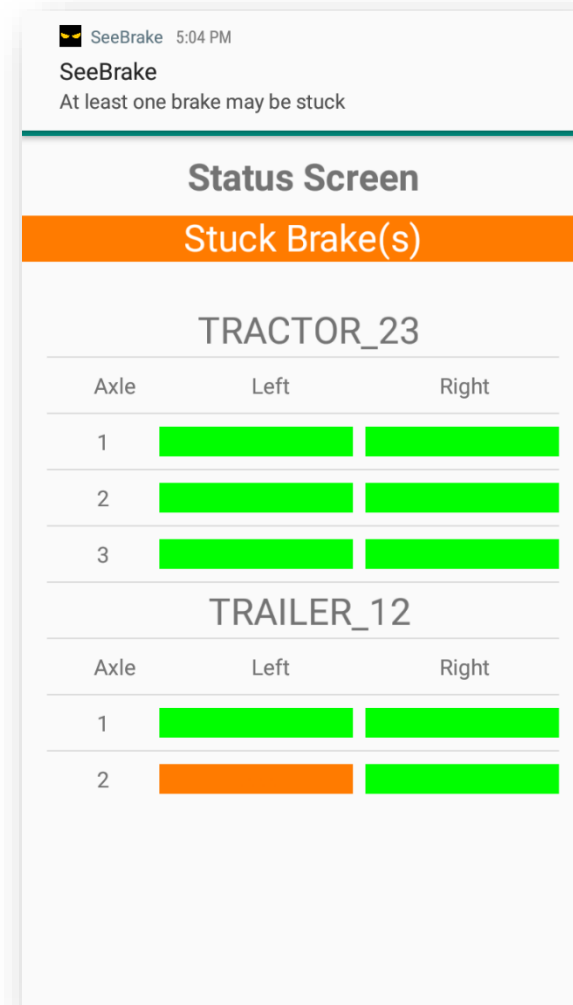 SeeBrake 5:04 PM
SeeBrake
At least one brake may be stuck
Status Screen
Stuck Brake(s)
TRACTOR_23
Axle Left Right
1
2
3
TRAILER_12
Axle Left Right
1
2